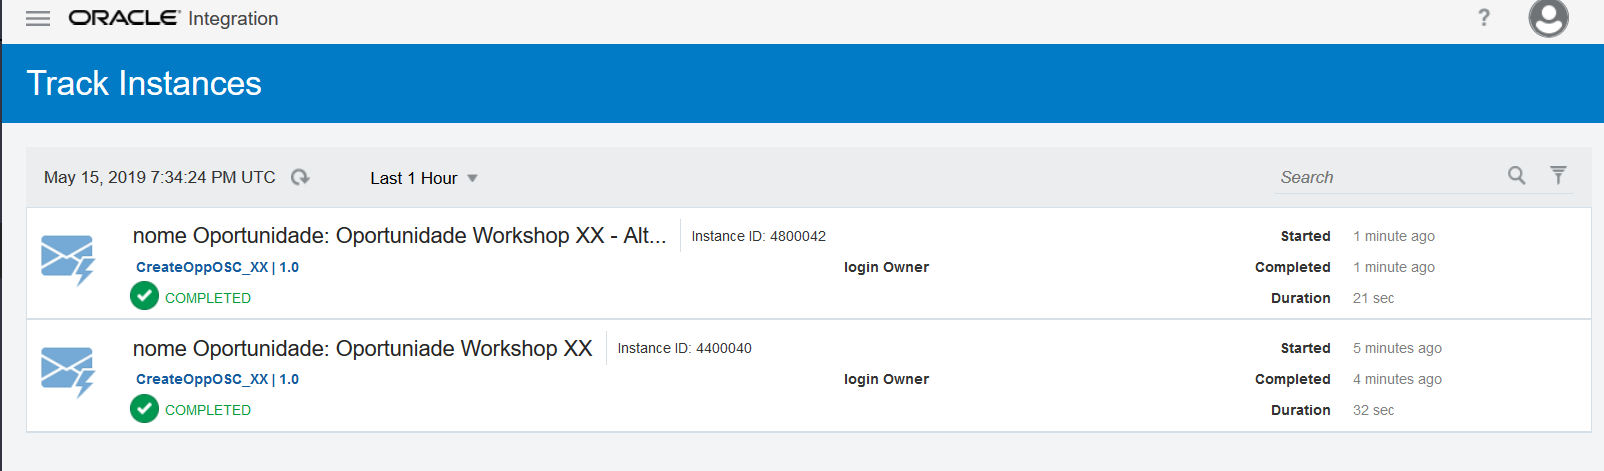 ORACLE Integration ?
Track Instances
May 15, 2019 7:34:24 PM UTC Last 1 Hour Search
nome Oportunidade: Oportunidade Workshop XX - Alt... Instance ID: 4800042 Started 1 minute ago
CreateOppOSC_XX | 1.0 login Owner Completed 1 minute ago
COMPLETED Duration 21 sec
nome Oportunidade: Oportuniade Workshop XX Instance ID: 4400040 Started 5 minutes ago
CreateOppOSC_XX | 1.0 login Owner Completed 4 minutes ago
COMPLETED Duration 32 sec